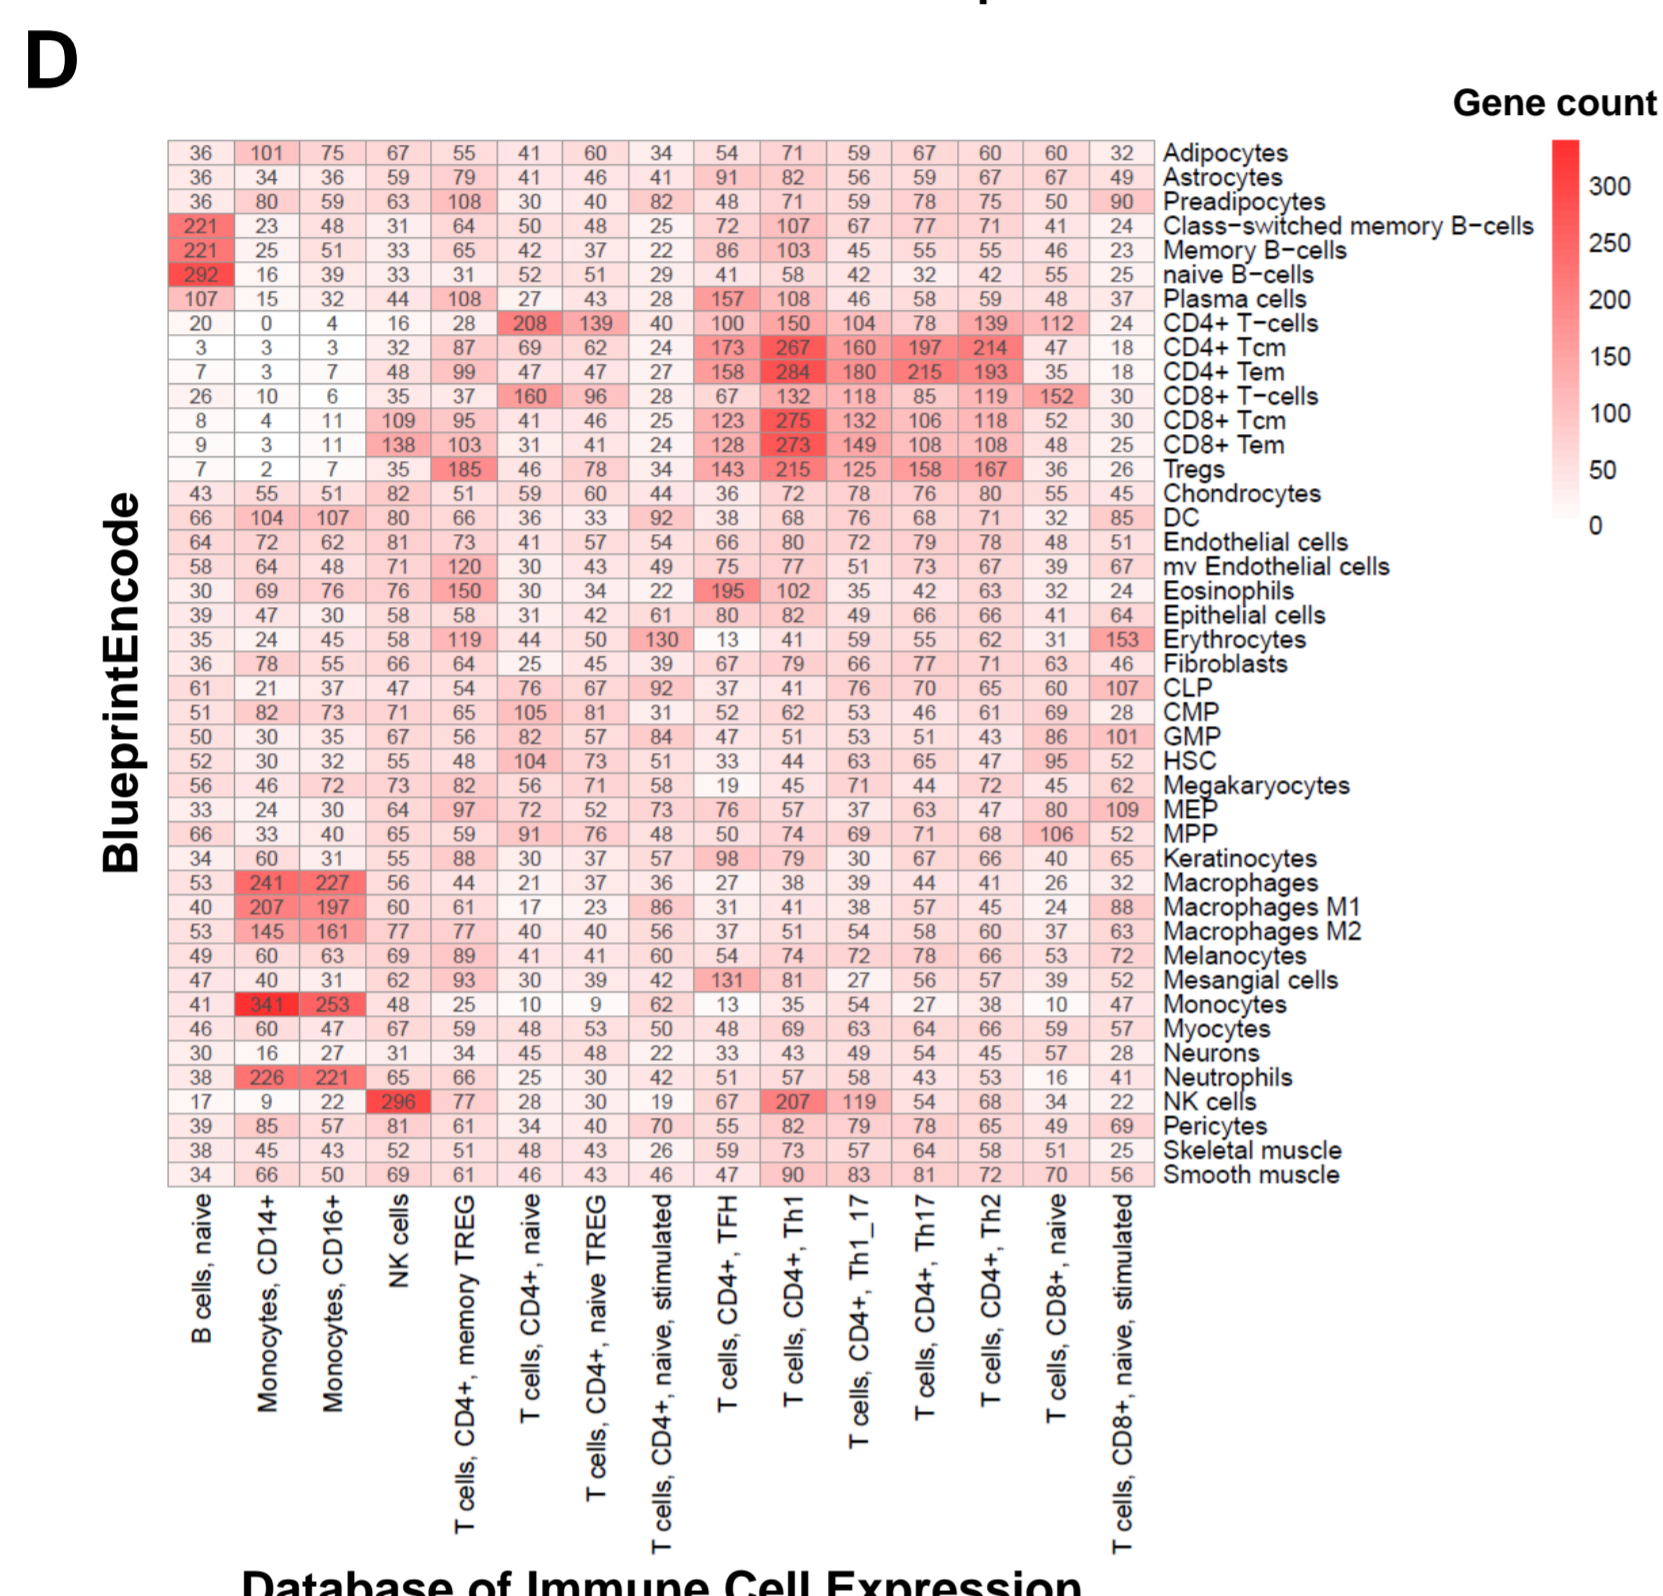 D
Gene count
36 101 75 67 55 41 60 34 54 71 59 67 60 60 32 Adipocytes
36 34 36 59 79 41 46 41 91 82 56 59 67 67 49 Astrocytes
36 80 59 63 108 30 40 82 48 71 59 78 75 50 90 Preadipocytes
221 23 48 31 64 50 48 25 72 107 67 77 71 41 24 Class−switched memory B−cells
221 25 51 33 65 42 37 22 86 103 45 55 55 46 23 Memory B−cells
292 16 39 33 31 52 51 29 41 58 42 32 42 55 25 naive B−cells
107 15 32 44 108 27 43 28 157 108 46 58 59 48 37 Plasma cells
20 0 4 16 28 208 139 40 100 150 104 78 139 112 24 CD4+ T−cells
3 3 3 32 87 69 62 24 173 267 160 197 214 47 18 CD4+ Tcm
7 3 7 48 99 47 47 27 158 284 180 215 193 35 18 CD4+ Tem
26 10 6 35 37 160 96 28 67 132 118 85 119 152 30 CD8+ T−cells
8 4 11 109 95 41 46 25 123 275 132 106 118 52 30 CD8+ Tcm
9 3 11 138 103 31 41 24 128 273 149 108 108 48 25 CD8+ Tem
7 2 7 35 185 46 78 34 143 215 125 158 167 36 26 Tregs
43 55 51 82 51 59 60 44 36 72 78 76 80 55 45 Chondrocytes
66 104 107 80 66 36 33 92 38 68 76 68 71 32 85 DC
64 72 62 81 73 41 57 54 66 80 72 79 78 48 51 Endothelial cells
58 64 48 71 120 30 43 49 75 77 51 73 67 39 67 mv Endothelial cells
30 69 76 76 150 30 34 22 195 102 35 42 63 32 24 Eosinophils
39 47 30 58 58 31 42 61 80 82 49 66 66 41 64 Epithelial cells
35 24 45 58 119 44 50 130 13 41 59 55 62 31 153 Erythrocytes
36 78 55 66 64 25 45 39 67 79 66 77 71 63 46 Fibroblasts
61 21 37 47 54 76 67 92 37 41 76 70 65 60 107 CLP
51 82 73 71 65 105 81 31 52 62 53 46 61 69 28 CMP
50 30 35 67 56 82 57 84 47 51 53 51 43 86 101 GMP
52 30 32 55 48 104 73 51 33 44 63 65 47 95 52 HSC
56 46 72 73 82 56 71 58 19 45 71 44 72 45 62 Megakaryocytes
33 24 30 64 97 72 52 73 76 57 37 63 47 80 109 MEP
66 33 40 65 59 91 76 48 50 74 69 71 68 106 52 MPP
34 60 31 55 88 30 37 57 98 79 30 67 66 40 65 Keratinocytes
53 241 227 56 44 21 37 36 27 38 39 44 41 26 32 Macrophages
40 207 197 60 61 17 23 86 31 41 38 57 45 24 88 Macrophages M1
53 145 161 77 77 40 40 56 37 51 54 58 60 37 63 Macrophages M2
49 60 63 69 89 41 41 60 54 74 72 78 66 53 72 Melanocytes
47 40 31 62 93 30 39 42 131 81 27 56 57 39 52 Mesangial cells
41 341 253 48 25 10 9 62 13 35 54 27 38 10 47 Monocytes
46 60 47 67 59 48 53 50 48 69 63 64 66 59 57 Myocytes
30 16 27 31 34 45 48 22 33 43 49 54 45 57 28 Neurons
38 226 221 65 66 25 30 42 51 57 58 43 53 16 41 Neutrophils
17 9 22 296 77 28 30 19 67 207 119 54 68 34 22 NK cells
39 85 57 81 61 34 40 70 55 82 79 78 65 49 69 Pericytes
38 45 43 52 51 48 43 26 59 73 57 64 58 51 25 Skeletal muscle
34 66 50 69 61 46 43 46 47 90 83 81 72 70 56 Smooth muscle
300
250
200
150
100
50
0
BlueprintEncode
B cells, naive
Monocytes, CD14+
Monocytes, CD16+
NK cells
T cells, CD4+, memory TREG
T cells, CD4+, naive
T cells, CD4+, naive TREG
T cells, CD4+, naive, stimulated
T cells, CD4+, TFH
T cells, CD4+, Th1
T cells, CD4+, Th1_17
T cells, CD4+, Th17
T cells, CD4+, Th2
T cells, CD8+, naive
T cells, CD8+, naive, stimulated
Database of Immune Cell Expression